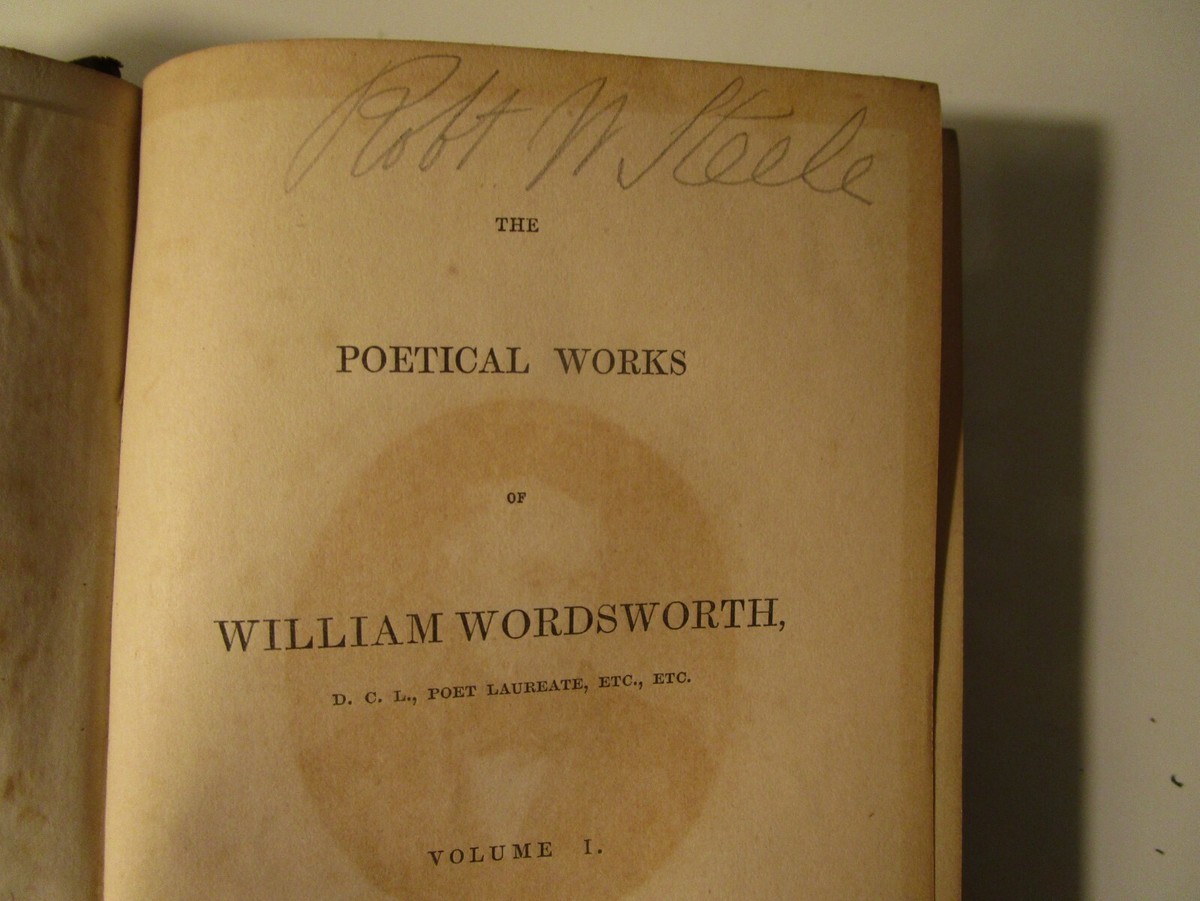 Robt W Steele
THE
POETICAL WORKS
OF
WILLIAM WORDSWORTH,
D. C. L., POET LAUREATE, ETC., ETC.
VOLUME I.